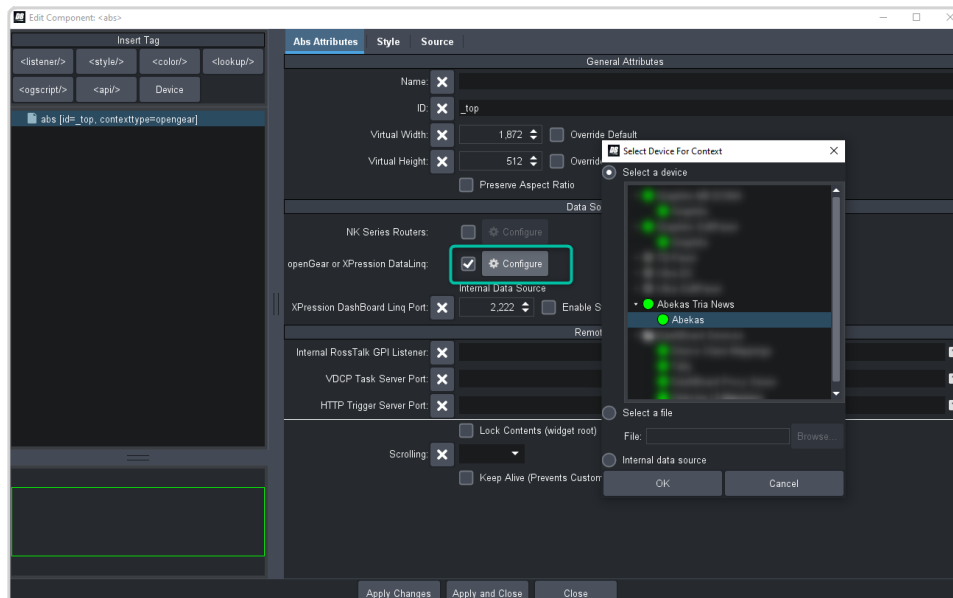 Edit Component: <abs>
Insert Tag
<listener/> <style/> <color/> <lookup/>
<ogscript/> <api/> Device
abs [id=_top, contexttype=opengear]
Abs Attributes Style Source
General Attributes
Name:
ID: _top
Virtual Width: 1,872 Override Default
Virtual Height: 512
Preserve Aspect Ratio
NK Series Routers: Configure
openGear or XPression DataLinq: Configure
Internal Data Source
XPression DashBoard Linq Port: 2,222 Enable
Internal RossTalk GPI Listener:
VDCP Task Server Port:
HTTP Trigger Server Port:
Lock Contents (widget root)
Scrolling:
Keep Alive (Prevents
Apply Changes Apply and Close Close
Select Device For Context
Select a device
Abekas Tria News
Abekas
Select a file
File: Browse...
Internal data source
OK Cancel